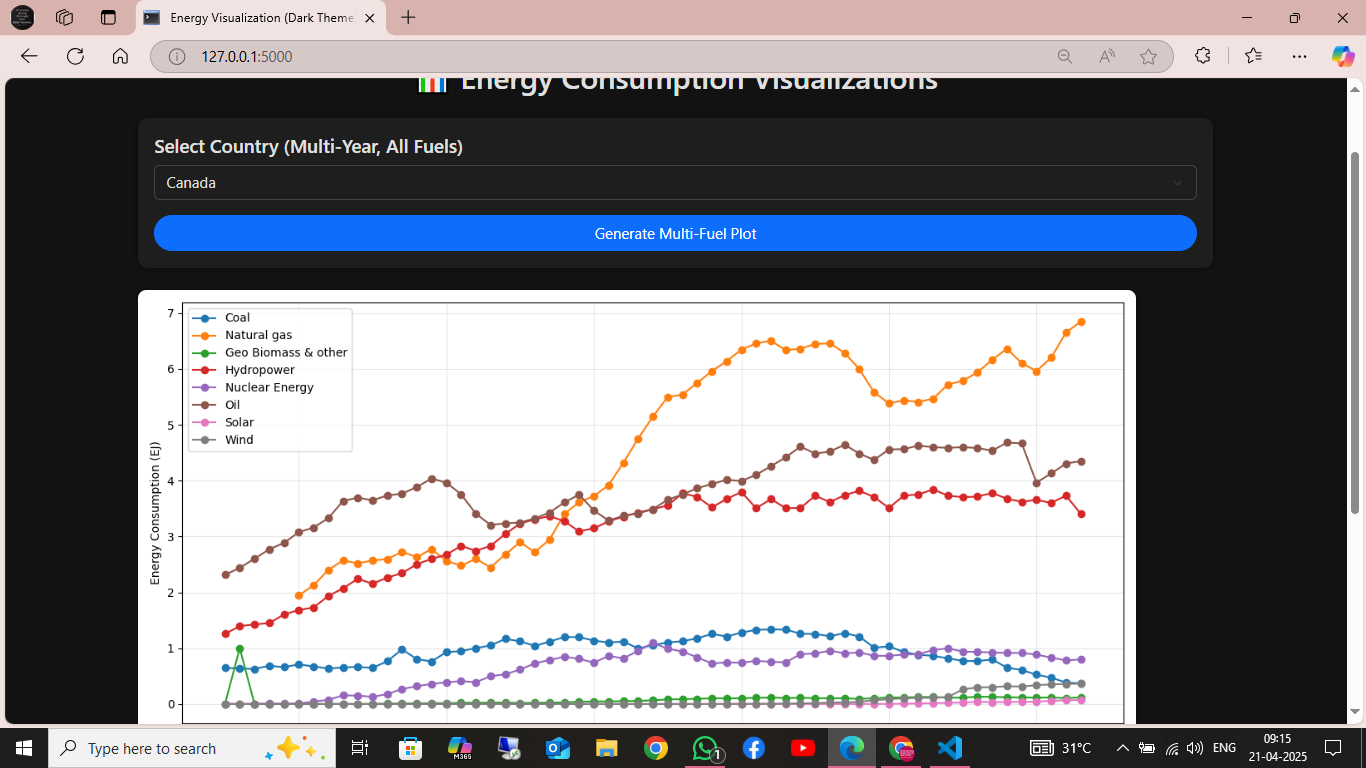 Energy Visualization (Dark Theme
127.0.0.1:5000
Energy Consumption Visualizations
Select Country (Multi-Year, All Fuels)
Canada
Generate Multi-Fuel Plot
Coal
Natural gas
Geo Biomass & other
Hydropower
Nuclear Energy
Oil
Solar
Wind
7
6
5
4
3
2
1
0
Energy Consumption (EJ)
Type here to search
M365
1
31°C
ENG
09:15
21-04-2025